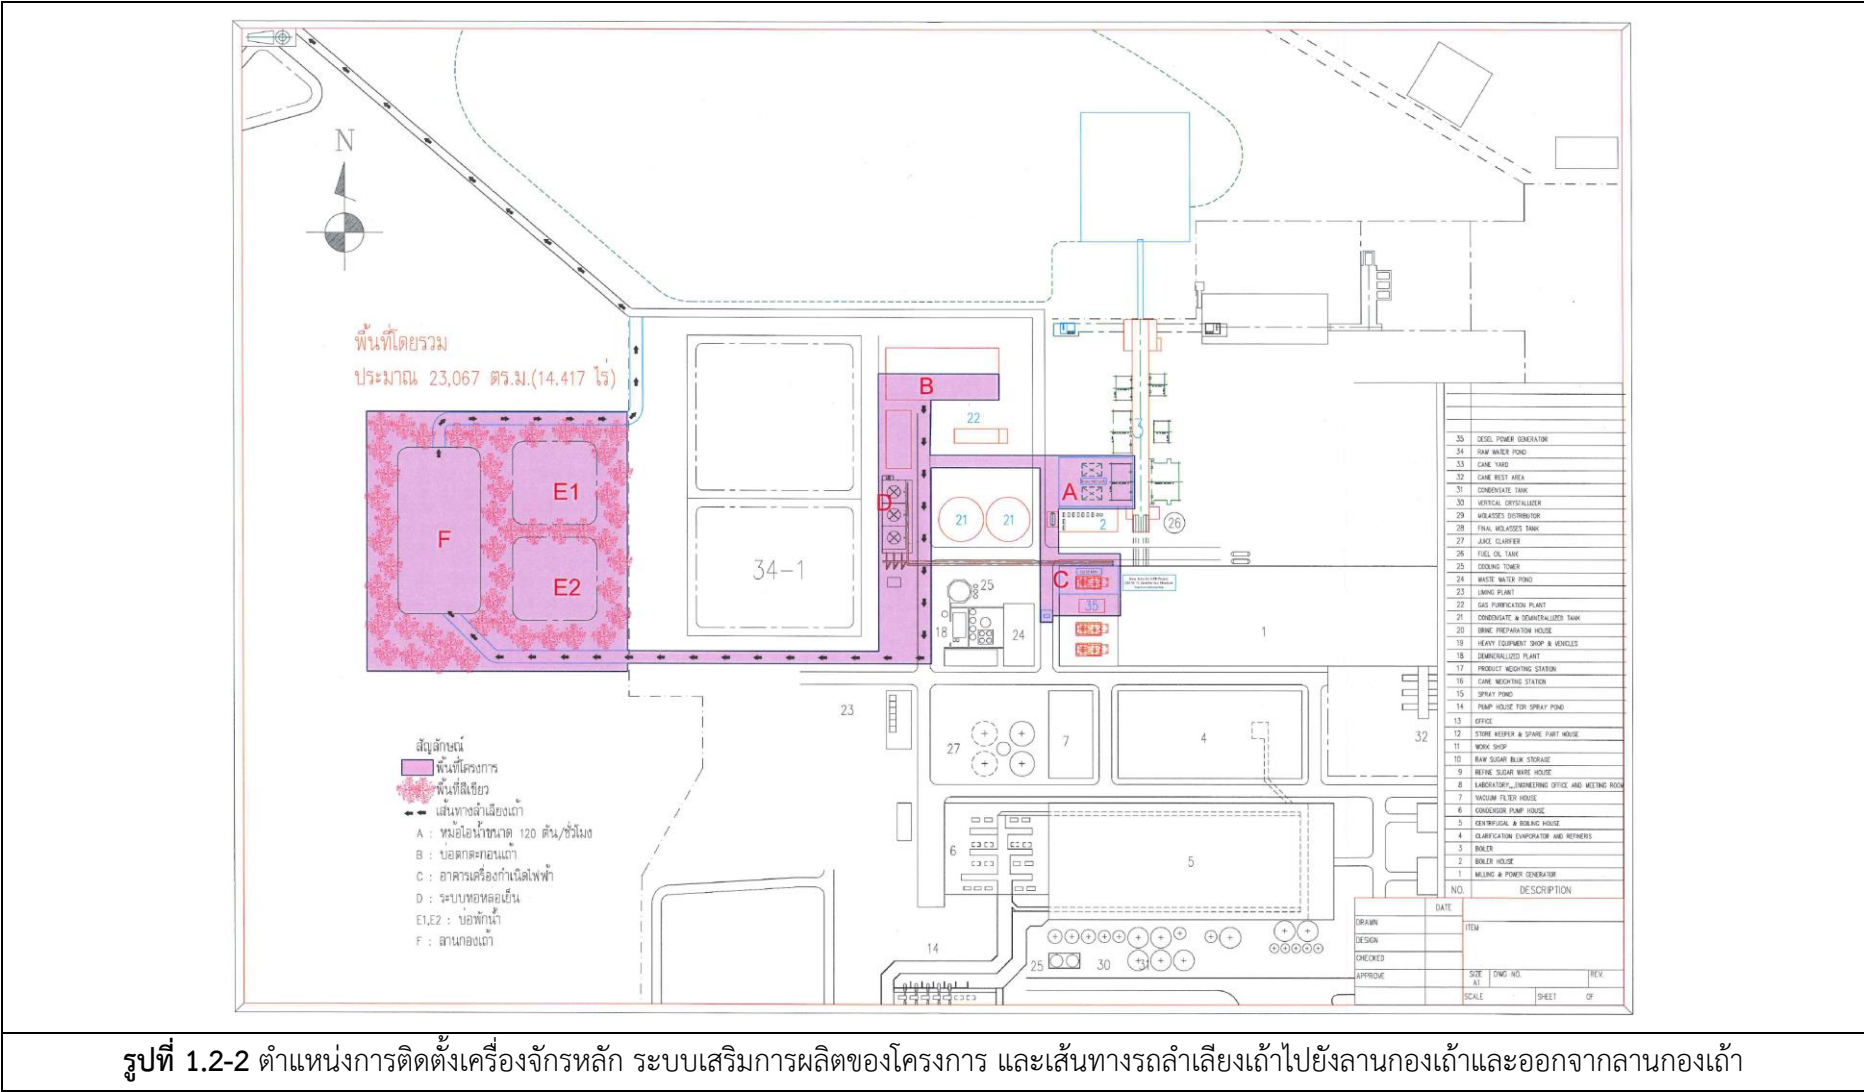 N
พื้นที่โดยรวม
ประมาณ 23,067 ตร.ม.(14.417 ไร่)
B
22
3
A
E1
D
21
21
2
26
F
34-1
E2
C
25
35
18
24
1
23
27
7
4
32
6
5
14
25
30
31
สัญลักษณ์
พื้นที่โครงการ
พื้นที่สีเขียว
เส้นทางลำเลียงเถ้า
A : หม้อไอน้ำขนาด 120 ตัน/ชั่วโมง
B : บ่อตกตะกอนเถ้า
C : อาคารเครื่องกำเนิดไฟฟ้า
D : ระบบหอหล่อเย็น
E1,E2 : บ่อพักน้ำ
F : ลานกองเถ้า
35 DESEL POWER GENERATOR
34 RAW WATER POND
33 CANE YARD
32 CANE REST AREA
31 CONDENSATE TANK
30 VERTICAL CRYSTALLIZER
29 MOLASSES DISTRIBUTOR
28 FINAL MOLASSES TANK
27 JUICE CLARIFIER
26 FUEL OIL TANK
25 COOLING TOWER
24 WASTE WATER POND
23 LIMING PLANT
22 GAS PURIFICATION PLANT
21 CONDENSATE & DEMINERALIZED TANK
20 BRINE PREPARATION HOUSE
19 HEAVY EQUIPMENT SHOP & VEHICLES
18 DEMINERALLIZED PLANT
17 PRODUCT WEIGHTING STATION
16 CANE WEIGHTING STATION
15 SPRAY POND
14 PUMP HOUSE FOR SPRAY POND
13 OFFICE
12 STORE KEEPER & SPARE PART HOUSE
11 WORK SHOP
10 RAW SUGAR BLUK STORAGE
9 REFINE SUGAR WARE HOUSE
8 LABORATORY,,,ENGINEERING OFFICE AND MEETING ROOM
7 VACUUM FILTER HOUSE
6 CONDENSOR PUMP HOUSE
5 CENTRIFUGAL & BOILING HOUSE
4 CLARIFICATION EVAPORATOR AND REFINERIS
3 BOILER
2 BOILER HOUSE
1 MILLING & POWER GENERATOR
NO. DESCRIPTION
DATE
DRAWN
ITEM
DESIGN
CHECKED
APPROVE
SIZE A1 DWG NO. REV.
SCALE SHEET OF
รูปที่ 1.2-2 ตำแหน่งการติดตั้งเครื่องจักรหลัก ระบบเสริมการผลิตของโครงการ และเส้นทางรถลำเลียงเถ้าไปยังลานกองเถ้าและออกจากลานกองเถ้า